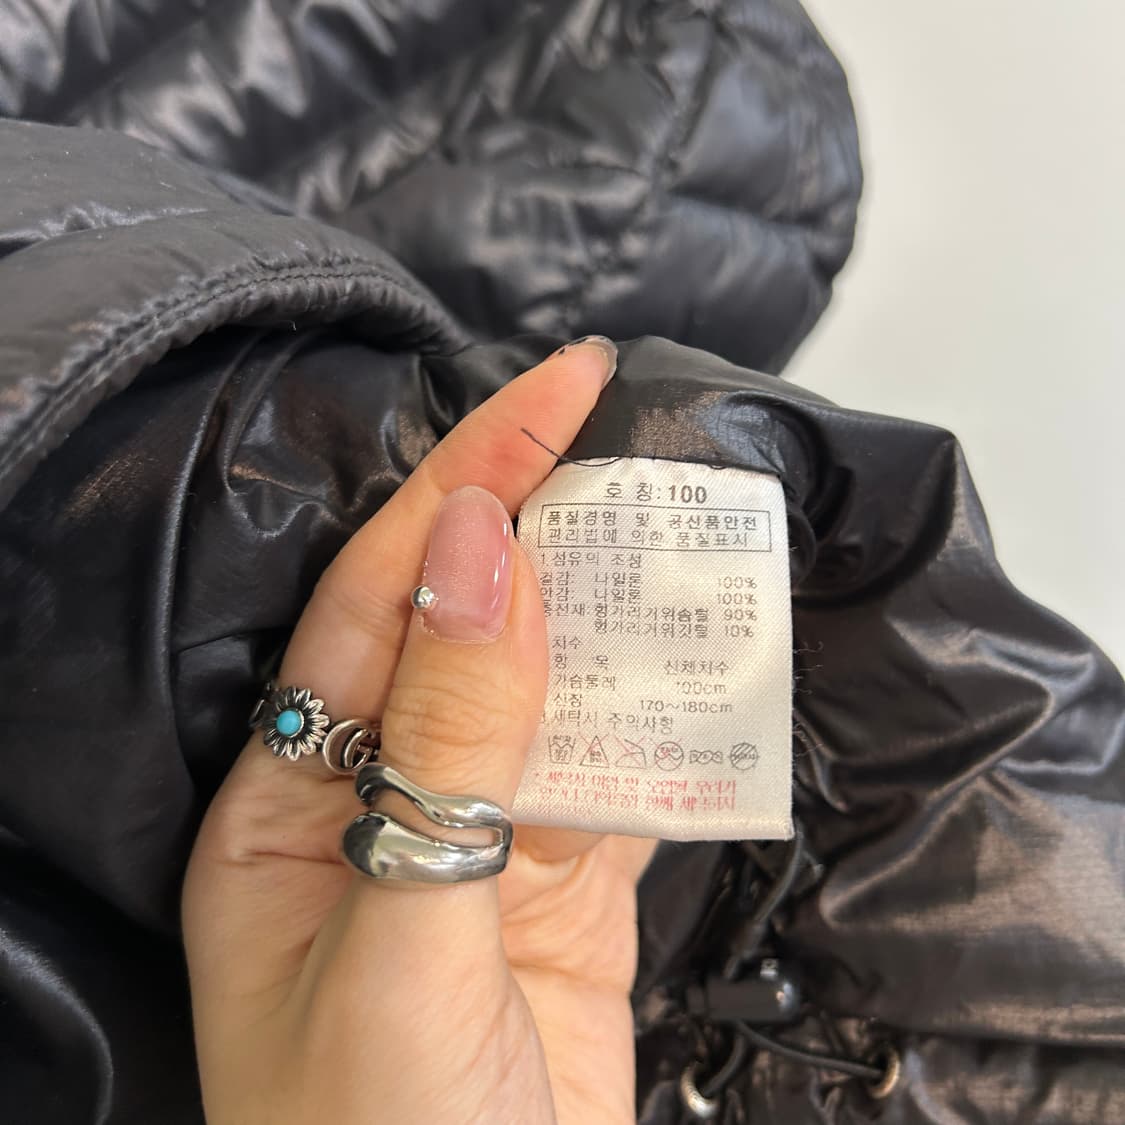 호 칭: 100
품질경영 및 공산품안전
관리법에 의한 품질표시
1.섬유의 조성
겉감: 나일론 100%
안감: 나일론 100%
충전재: 헝가리거위솜털 90%
헝가리거위깃털 10%
치수
항 목 신체치수
가슴둘레 100cm
신장 170~180cm
3.세탁시 주의사항